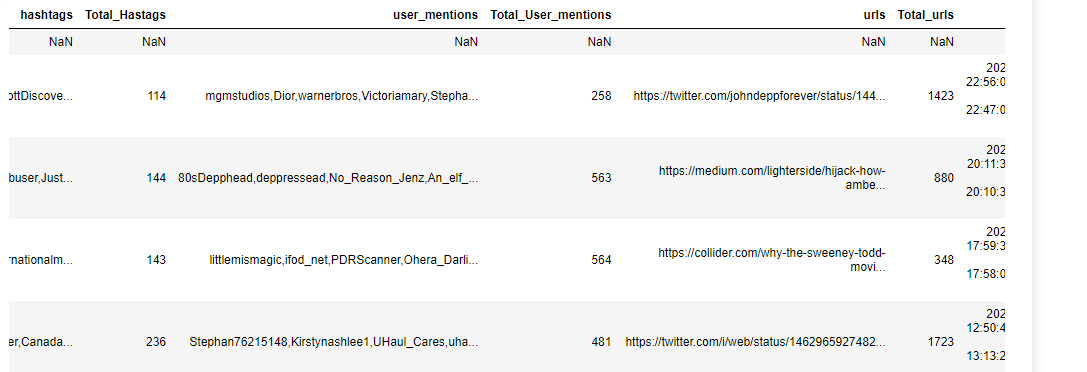 hashtags Total_Hastags user_mentions Total_User_mentions urls Total_urls
NaN NaN NaN NaN NaN NaN
202
22:56:0
ottDiscove... 114 mgmstudios,Dior,warnerbros,Victoriamary,Stepha... 258 https://twitter.com/johndeppforever/status/144... 1423
22:47:0
202
20:11:3
https://medium.com/lighterside/hijack-how-
buser,Just... 144 80sDepphead,deppressead,No_Reason_Jenz,An_elf_... 563 880
ambe...
20:10:3
202
17:59:3
https://collider.com/why-the-sweeney-todd-
rnationalm... 143 littlemismagic,ifod_net,PDRScanner,Ohera_Darli... 564 348
movi...
17:58:0
202
12:50:4
er,Canada... 236 Stephan76215148,Kirstynashlee1,UHaul_Cares,uha... 481 https://twitter.com/i/web/status/1462965927482... 1723
13:13:2